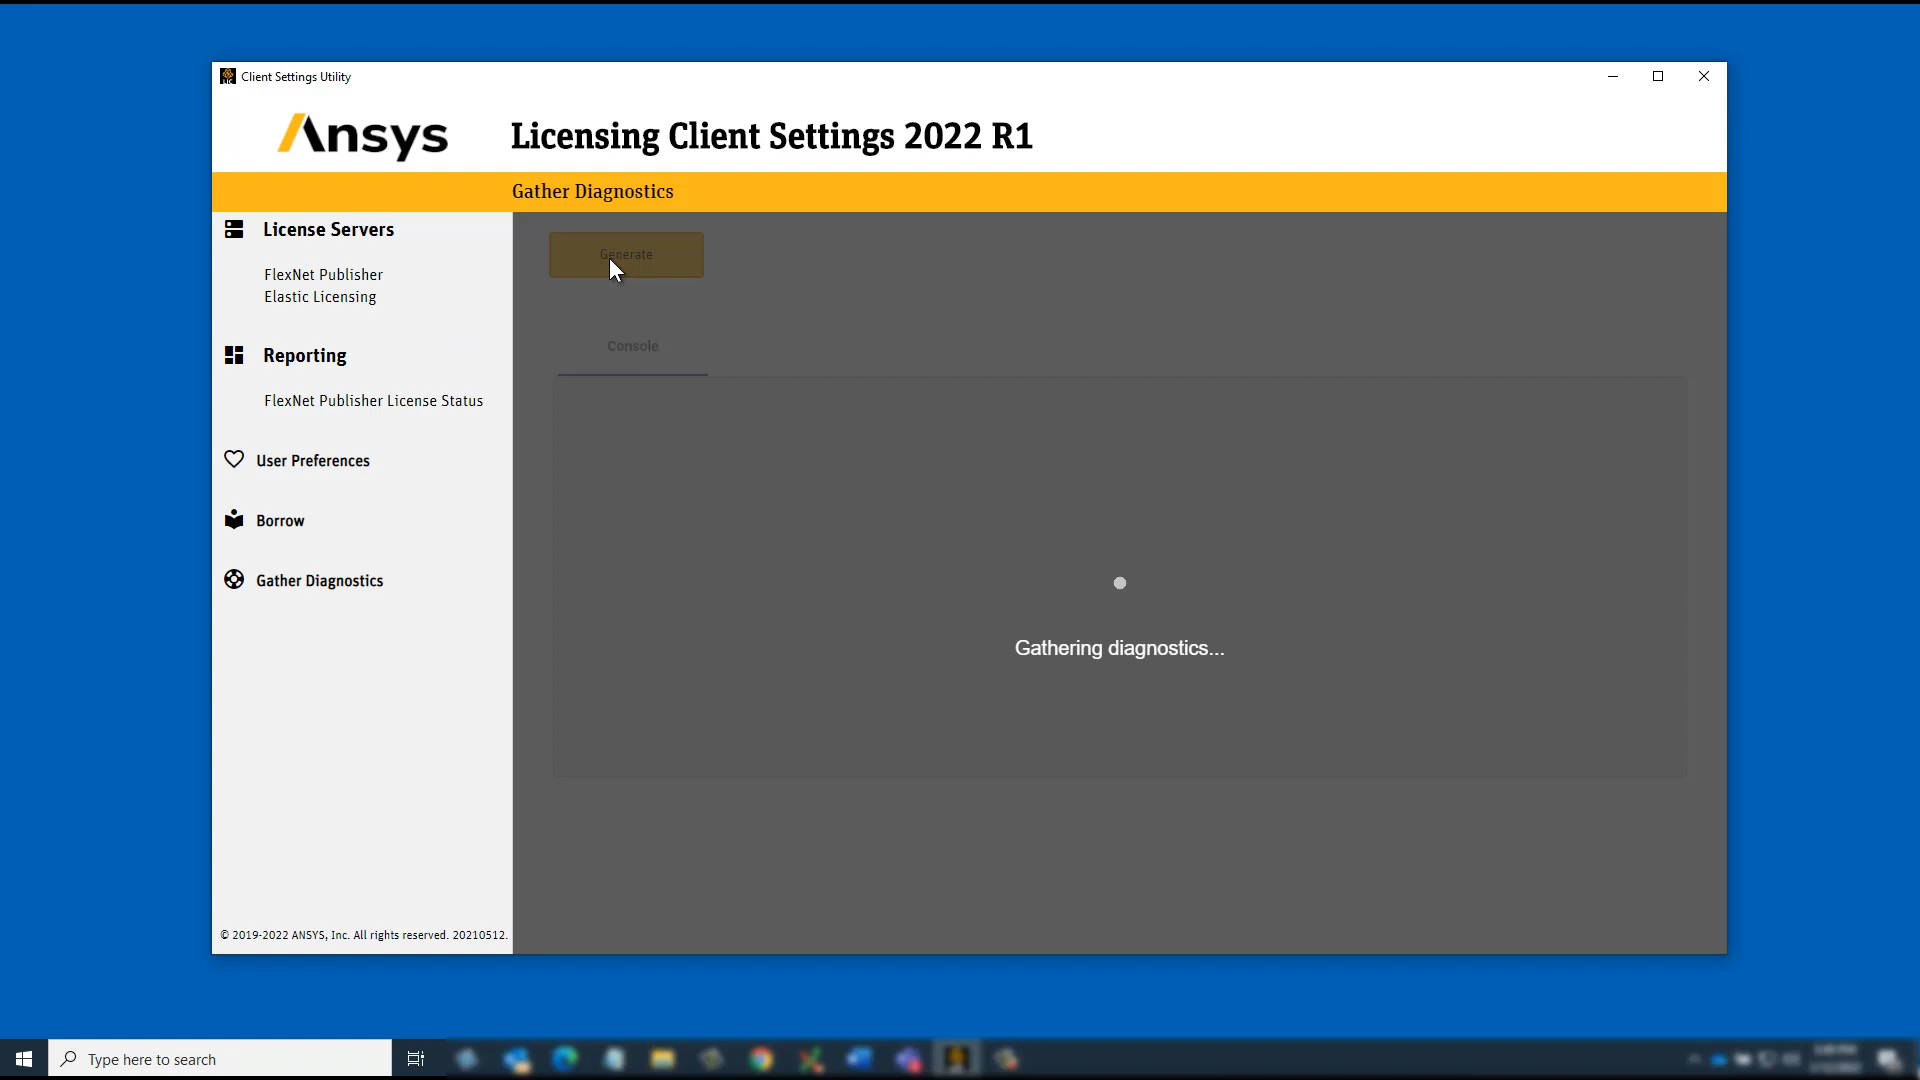 Client Settings Utility
Ansys
Licensing Client Settings 2022 R1
Gather Diagnostics
License Servers
FlexNet Publisher
Elastic Licensing
Reporting
FlexNet Publisher License Status
User Preferences
Borrow
Gather Diagnostics
© 2019-2022 ANSYS, Inc. All rights reserved. 20210512.
Generate
Console
Gathering diagnostics...
Type here to search